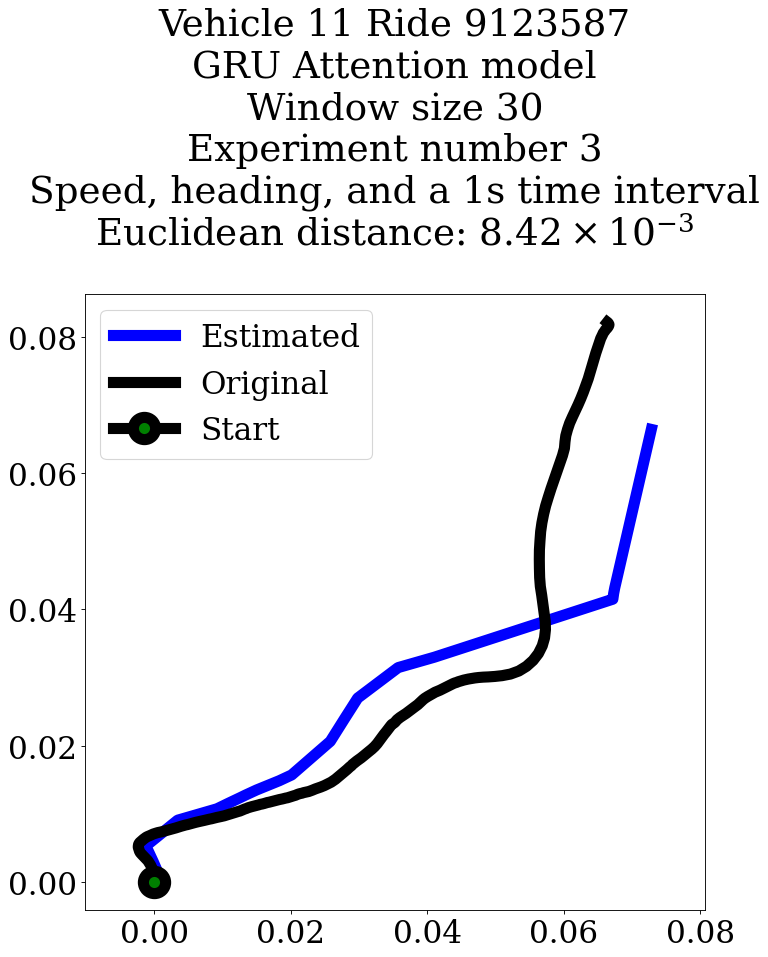 Vehicle 11 Ride 9123587
GRU Attention model
Window size 30
Experiment number 3
Speed, heading, and a 1s time interval
Euclidean distance: 8.42 × 10⁻³
Estimated
Original
Start
0.08
0.06
0.04
0.02
0.00
0.00 0.02 0.04 0.06 0.08